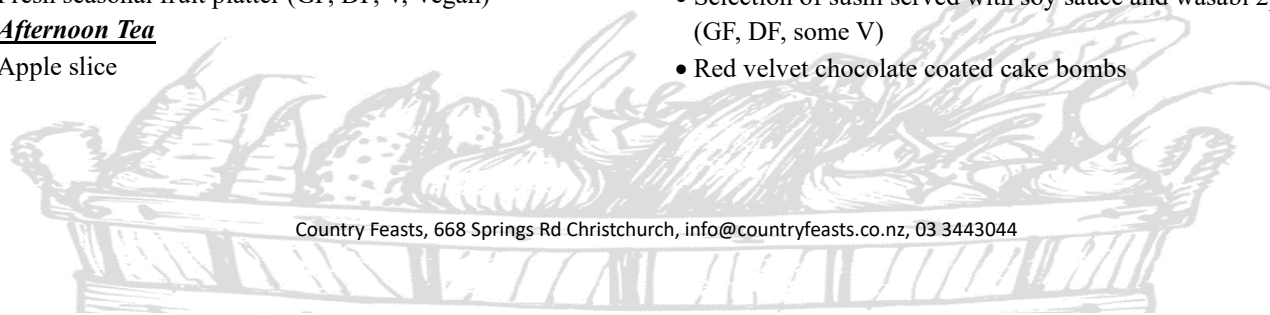 Fresh seasonal fruit platter (GF, DF, V, Vegan)
Afternoon Tea
Apple slice
• Selection of sushi served with soy sauce and wasabi
(GF, DF, some V)
• Red velvet chocolate coated cake bombs
Country Feasts, 668 Springs Rd Christchurch, info@countryfeasts.co.nz, 03 3443044